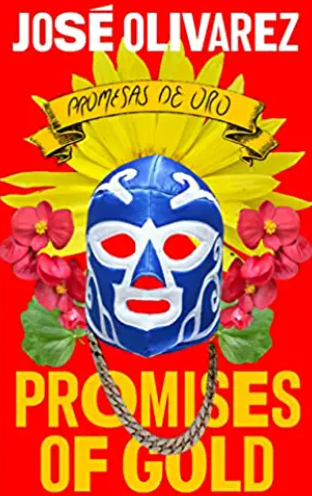 JOSÉ OLIVAREZ
PROMESAS DE ORO
PROMISES
OF GOLD